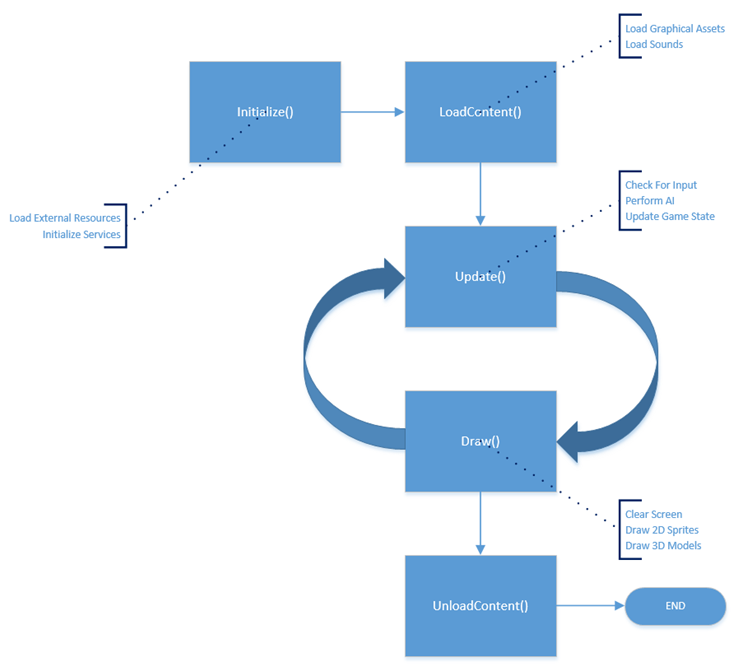 Load Graphical Assets
Load Sounds
Initialize()
LoadContent()
Load External Resources
Initialize Services
Check For Input
Perform AI
Update Game State
Update()
Draw()
Clear Screen
Draw 2D Sprites
Draw 3D Models
UnloadContent()
END